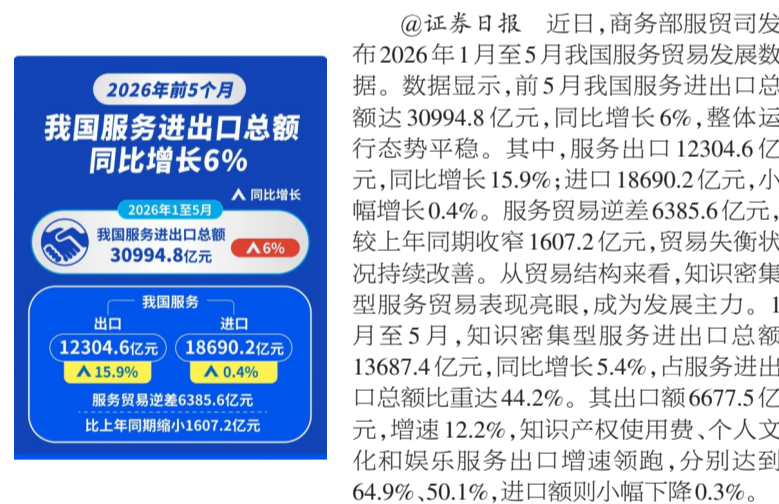 2026年前5个月
我国服务进出口总额
同比增长6%
同比增长
2026年1至5月
我国服务进出口总额
30994.8亿元
6%
我国服务
出口 进口
12304.6亿元 18690.2亿元
15.9% 0.4%
服务贸易逆差6385.6亿元
比上年同期缩小1607.2亿元
@证券日报 近日,商务部服贸司发
布2026年1月至5月我国服务贸易发展数
据。数据显示,前5月我国服务进出口总
额达30994.8亿元,同比增长6%,整体运
行态势平稳。其中,服务出口12304.6亿
元,同比增长15.9%;进口18690.2亿元,小
幅增长0.4%。服务贸易逆差6385.6亿元,
较上年同期收窄1607.2亿元,贸易失衡状
况持续改善。从贸易结构来看,知识密集
型服务贸易表现亮眼,成为发展主力。1
月至5月,知识密集型服务进出口总额
13687.4亿元,同比增长5.4%,占服务进出
口总额比重达44.2%。其出口额6677.5亿
元,增速12.2%,知识产权使用费、个人文
化和娱乐服务出口增速领跑,分别达到
64.9%、50.1%,进口额则小幅下降0.3%。